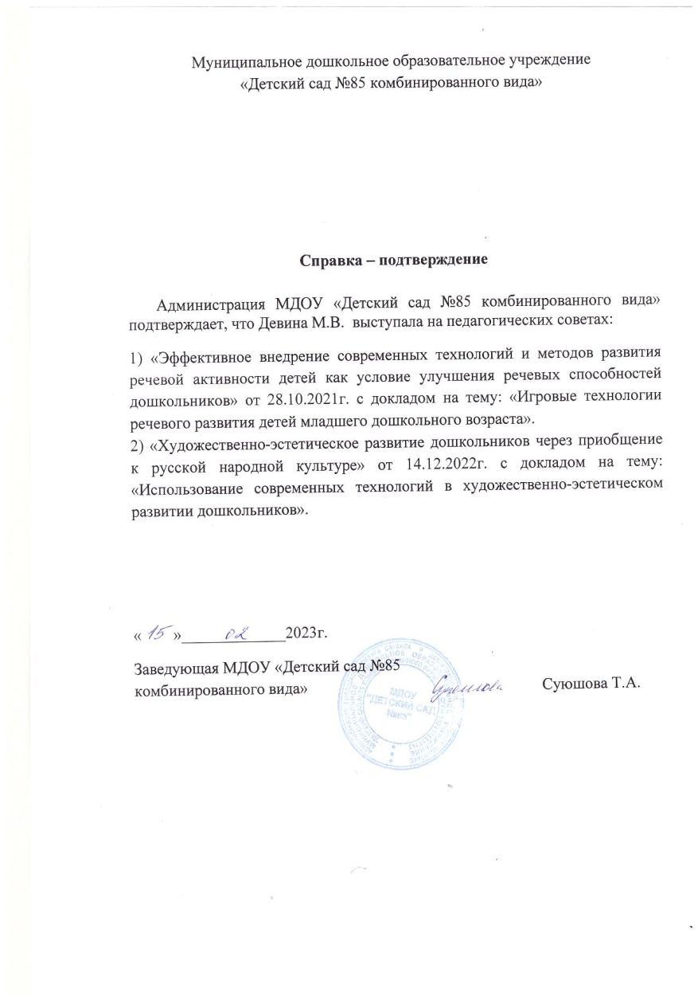 Муниципальное дошкольное образовательное учреждение
«Детский сад №85 комбинированного вида»
Справка – подтверждение
Администрация МДОУ «Детский сад №85 комбинированного вида»
подтверждает, что Девина М.В. выступала на педагогических советах:
1) «Эффективное внедрение современных технологий и методов развития
речевой активности детей как условие улучшения речевых способностей
дошкольников» от 28.10.2021г. с докладом на тему: «Игровые технологии
речевого развития детей младшего дошкольного возраста».
2) «Художественно-эстетическое развитие дошкольников через приобщение
к русской народной культуре» от 14.12.2022г. с докладом на тему:
«Использование современных технологий в художественно-эстетическом
развитии дошкольников».
« 15 »____02____2023г.
Заведующая МДОУ «Детский сад №85
комбинированного вида» Суюшова Т.А.
МДОУ
"ДЕТСКИЙ САД
№85"